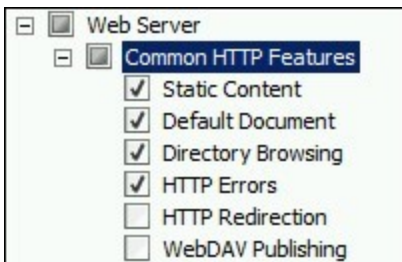 Web Server
Common HTTP Features
Static Content
Default Document
Directory Browsing
HTTP Errors
HTTP Redirection
WebDAV Publishing